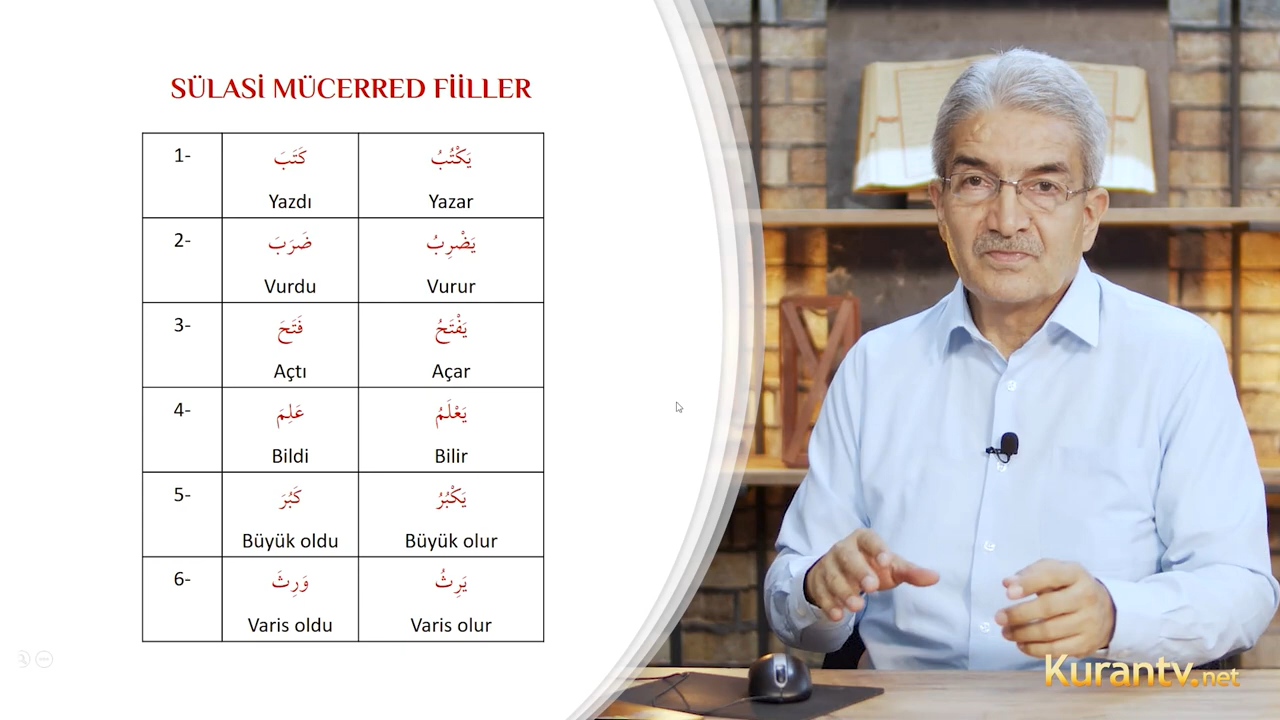 SÜLASİ MÜCERRED FİİLLER
1- كَتَبَ يَكْتُبُ
Yazdı Yazar
2- ضَرَبَ يَضْرِبُ
Vurdu Vurur
3- فَتَحَ يَفْتَحُ
Açtı Açar
4- عَلِمَ يَعْلَمُ
Bildi Bilir
5- كَبُرَ يَكْبُرُ
Büyük oldu Büyük olur
6- وَرِثَ يَرِثُ
Varis oldu Varis olur
Kurantv.net